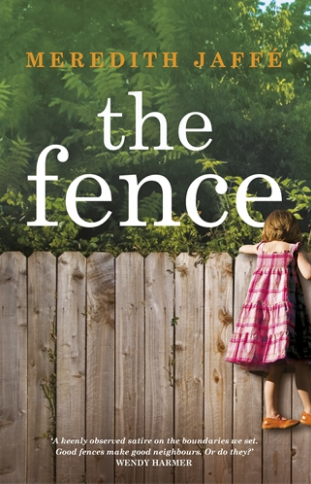 MEREDITH JAFFÉ
the
fence
'A keenly observed satire on the boundaries we set.
Good fences make good neighbours. Or do they?'
WENDY HARMER